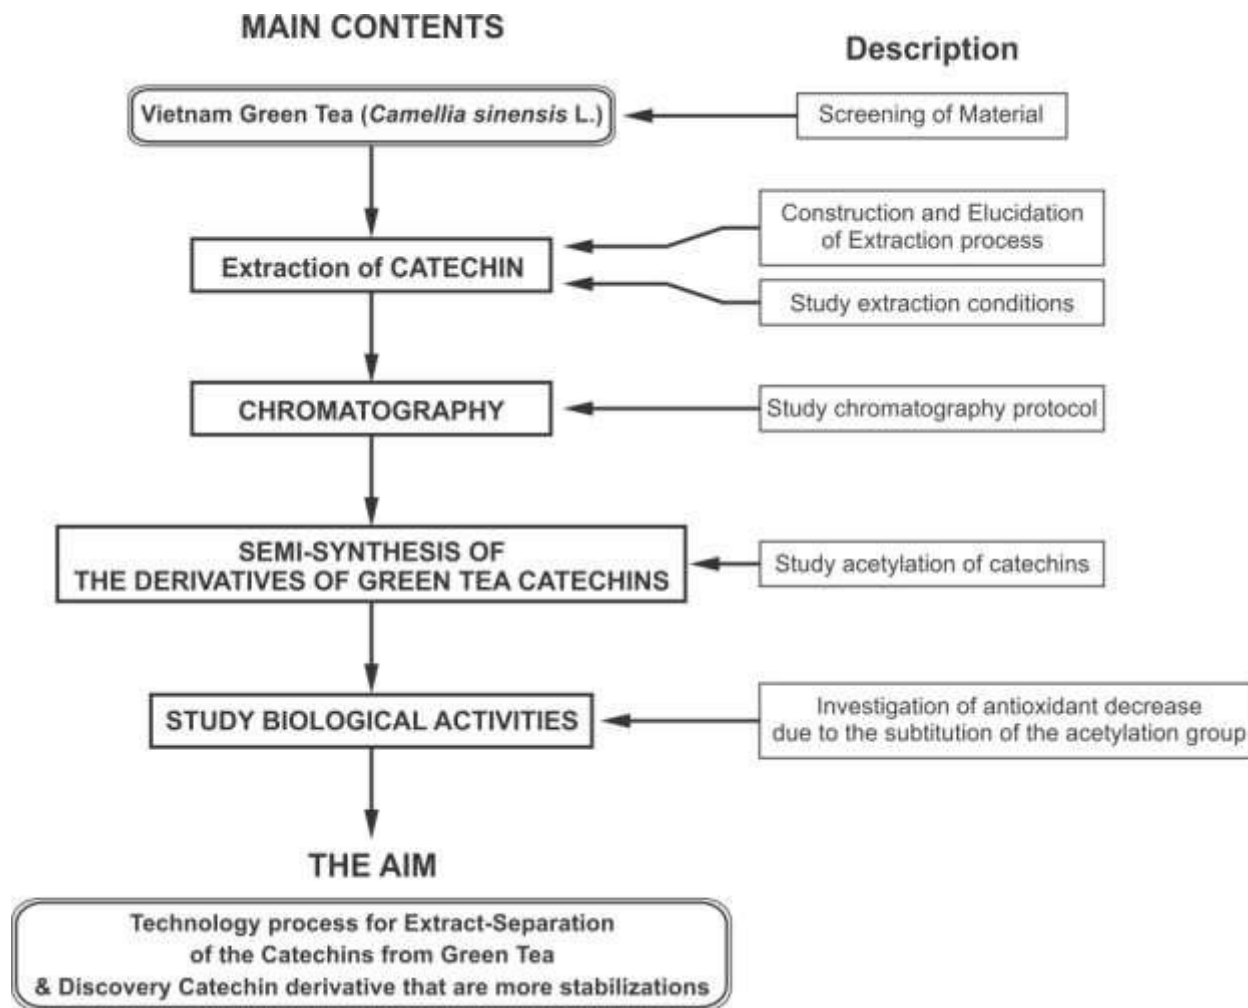 MAIN CONTENTS
Description
Vietnam Green Tea (Camellia sinensis L.)
Screening of Material
Construction and Elucidation
of Extraction process
Extraction of CATECHIN
Study extraction conditions
CHROMATOGRAPHY
Study chromatography protocol
SEMI-SYNTHESIS OF
THE DERIVATIVES OF GREEN TEA CATECHINS
Study acetylation of catechins
STUDY BIOLOGICAL ACTIVITIES
Investigation of antioxidant decrease
due to the subtitution of the acetylation group
THE AIM
Technology process for Extract-Separation
of the Catechins from Green Tea
& Discovery Catechin derivative that are more stabilizations